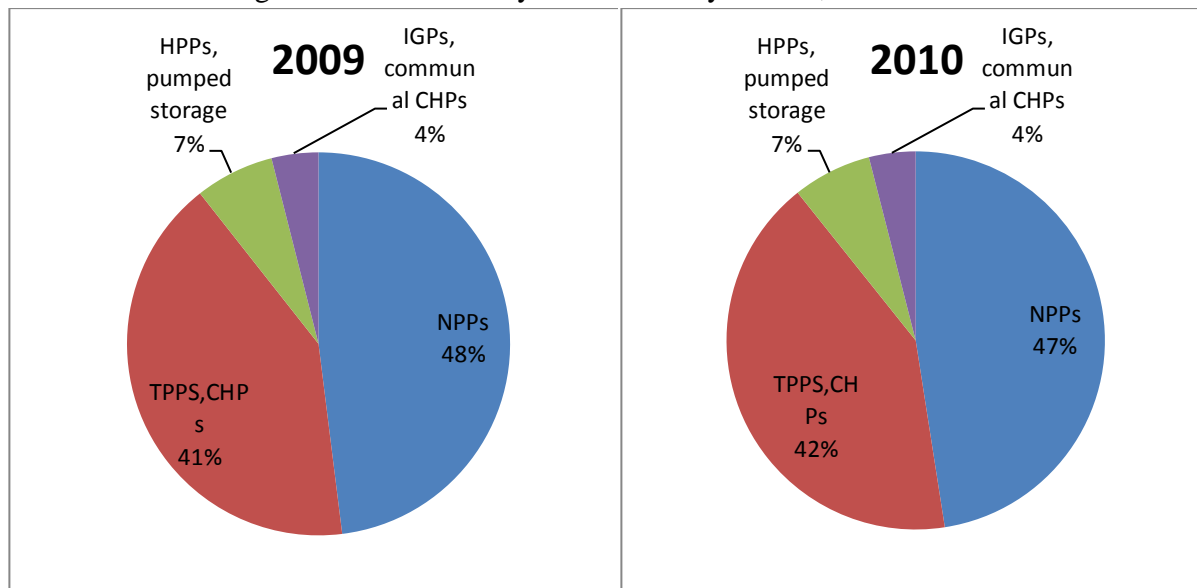 2009
HPPs,
pumped
storage
7%
IGPs,
commun
al CHPs
4%
NPPs
48%
TPPS,CHP
s
41%
2010
HPPs,
pumped
storage
7%
IGPs,
commun
al CHPs
4%
NPPs
47%
TPPS,CH
Ps
42%